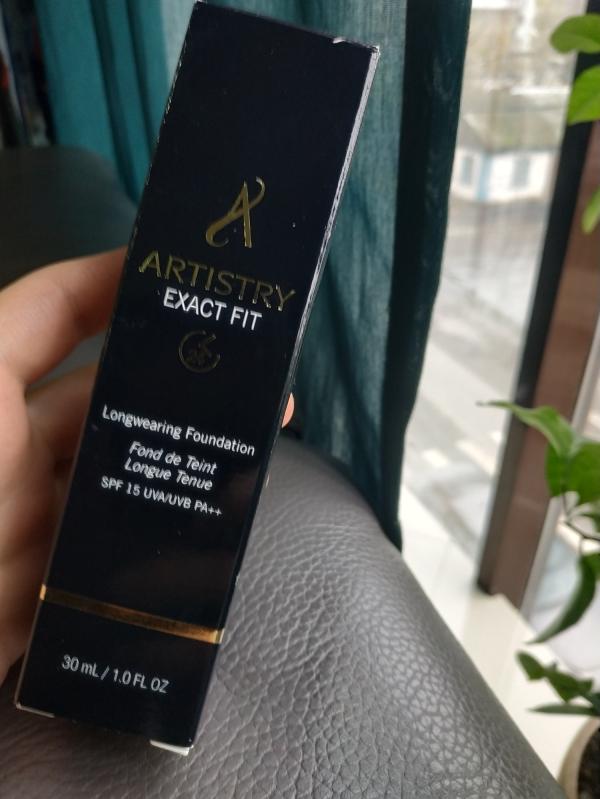 A
ARTISTRY
EXACT FIT
24
Longwearing Foundation
Fond de Teint
Longue Tenue
SPF 15 UVA/UVB PA++
30 mL / 1.0 FL OZ